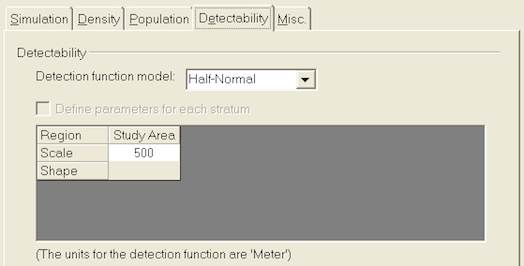 Simulation Density Population Detectability Misc.
Detectability
Detection function model: Half-Normal
Define parameters for each stratum
Region Study Area
Scale 500
Shape
(The units for the detection function are 'Meter')